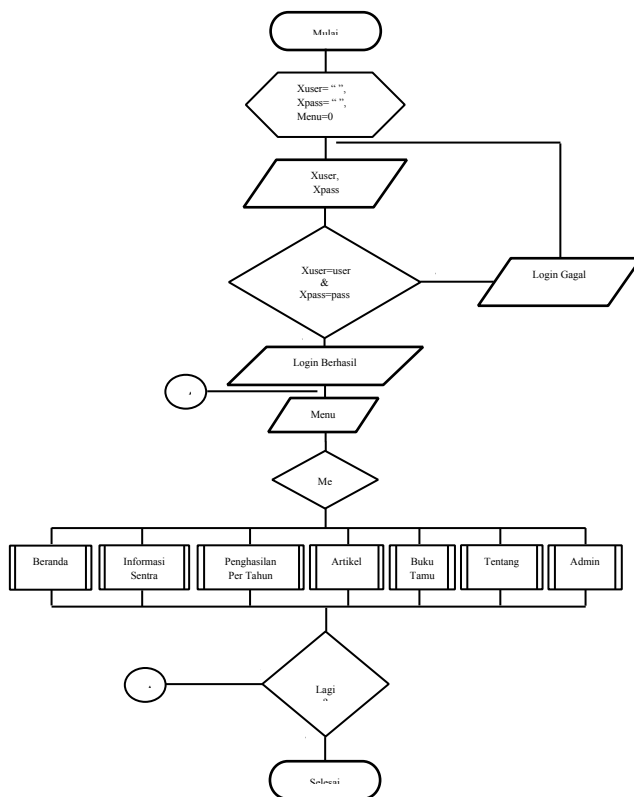 Mulai
Xuser= “ ”,
Xpass= “ ”,
Menu=0
Xuser,
Xpass
Xuser=user
&
Xpass=pass
Login Gagal
Login Berhasil
Menu
Me
Beranda
Informasi
Sentra
Penghasilan
Per Tahun
Artikel
Buku
Tamu
Tentang
Admin
Lagi
?
Selesai